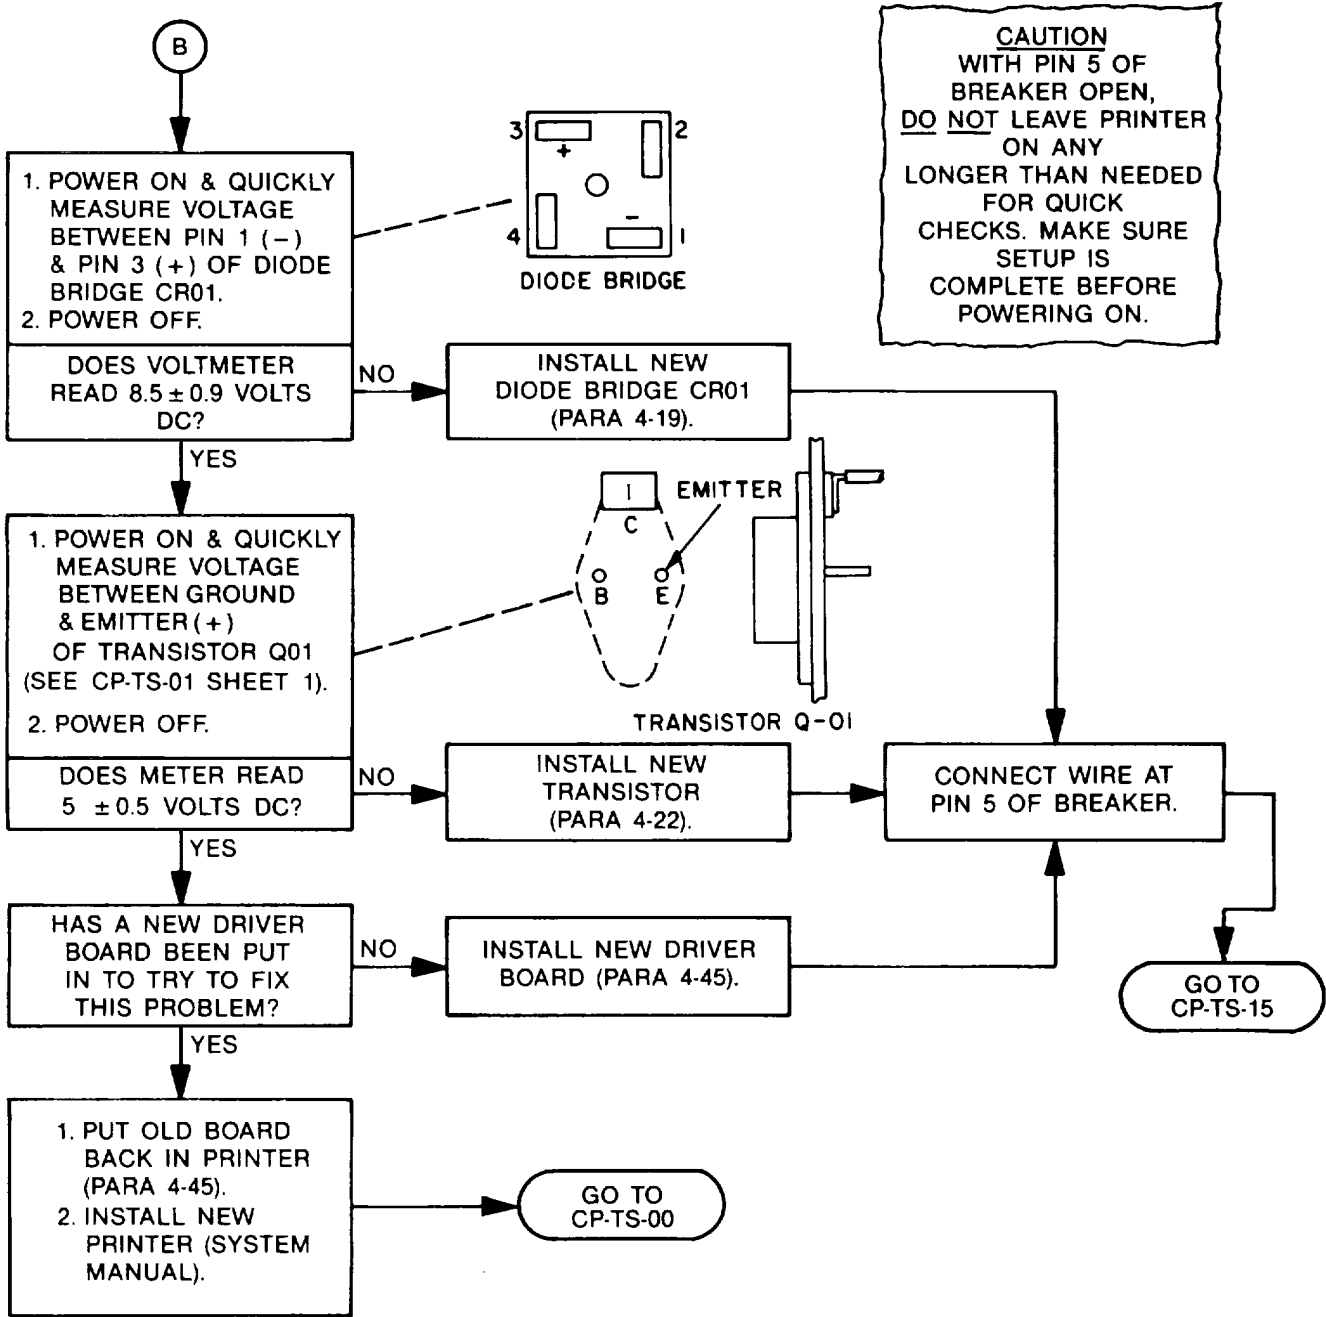 B
CAUTION
WITH PIN 5 OF
BREAKER OPEN,
DO NOT LEAVE PRINTER
ON ANY
LONGER THAN NEEDED
FOR QUICK
CHECKS. MAKE SURE
SETUP IS
COMPLETE BEFORE
POWERING ON.
1. POWER ON & QUICKLY
MEASURE VOLTAGE
BETWEEN PIN 1 (–)
& PIN 3 (+) OF DIODE
BRIDGE CR01.
2. POWER OFF.
3
2
+
4
-
1
DIODE BRIDGE
DOES VOLTMETER
READ 8.5 ± 0.9 VOLTS
DC?
NO
INSTALL NEW
DIODE BRIDGE CR01
(PARA 4-19).
YES
1. POWER ON & QUICKLY
MEASURE VOLTAGE
BETWEEN GROUND
& EMITTER (+)
OF TRANSISTOR Q01
(SEE CP-TS-01 SHEET 1).
2. POWER OFF.
I
C
EMITTER
B
E
TRANSISTOR Q-01
DOES METER READ
5 ±0.5 VOLTS DC?
NO
INSTALL NEW
TRANSISTOR
(PARA 4-22).
CONNECT WIRE AT
PIN 5 OF BREAKER.
YES
HAS A NEW DRIVER
BOARD BEEN PUT
IN TO TRY TO FIX
THIS PROBLEM?
NO
INSTALL NEW DRIVER
BOARD (PARA 4-45).
GO TO
CP-TS-15
YES
1. PUT OLD BOARD
BACK IN PRINTER
(PARA 4-45).
2. INSTALL NEW
PRINTER (SYSTEM
MANUAL).
GO TO
CP-TS-00